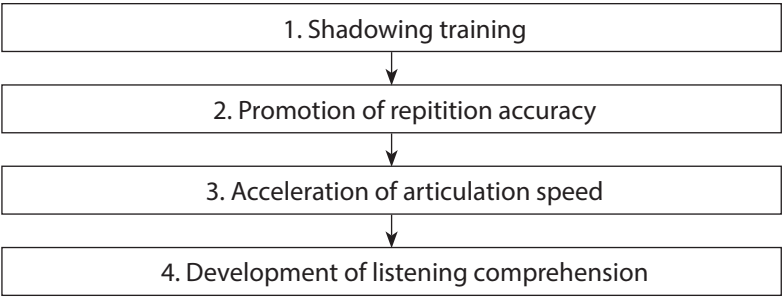 1. Shadowing training
2. Promotion of repitition accuracy
3. Acceleration of articulation speed
4. Development of listening comprehension